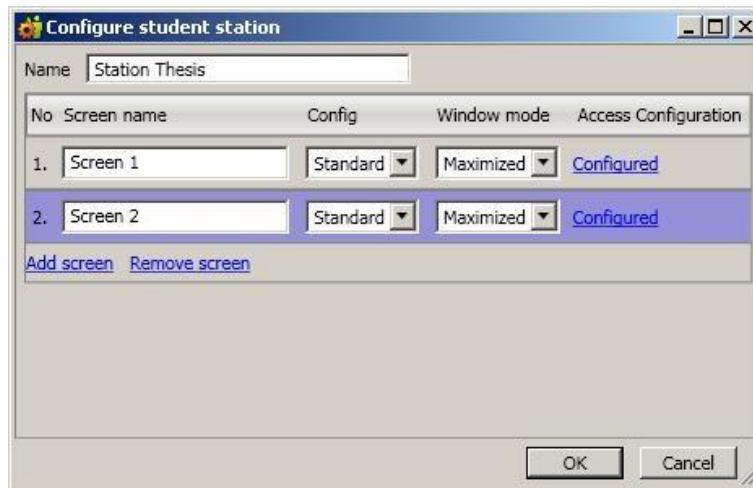 Configure student station
Name Station Thesis
No Screen name Config Window mode Access Configuration
1. Screen 1 Standard Maximized Configured
2. Screen 2 Standard Maximized Configured
Add screen Remove screen
OK Cancel